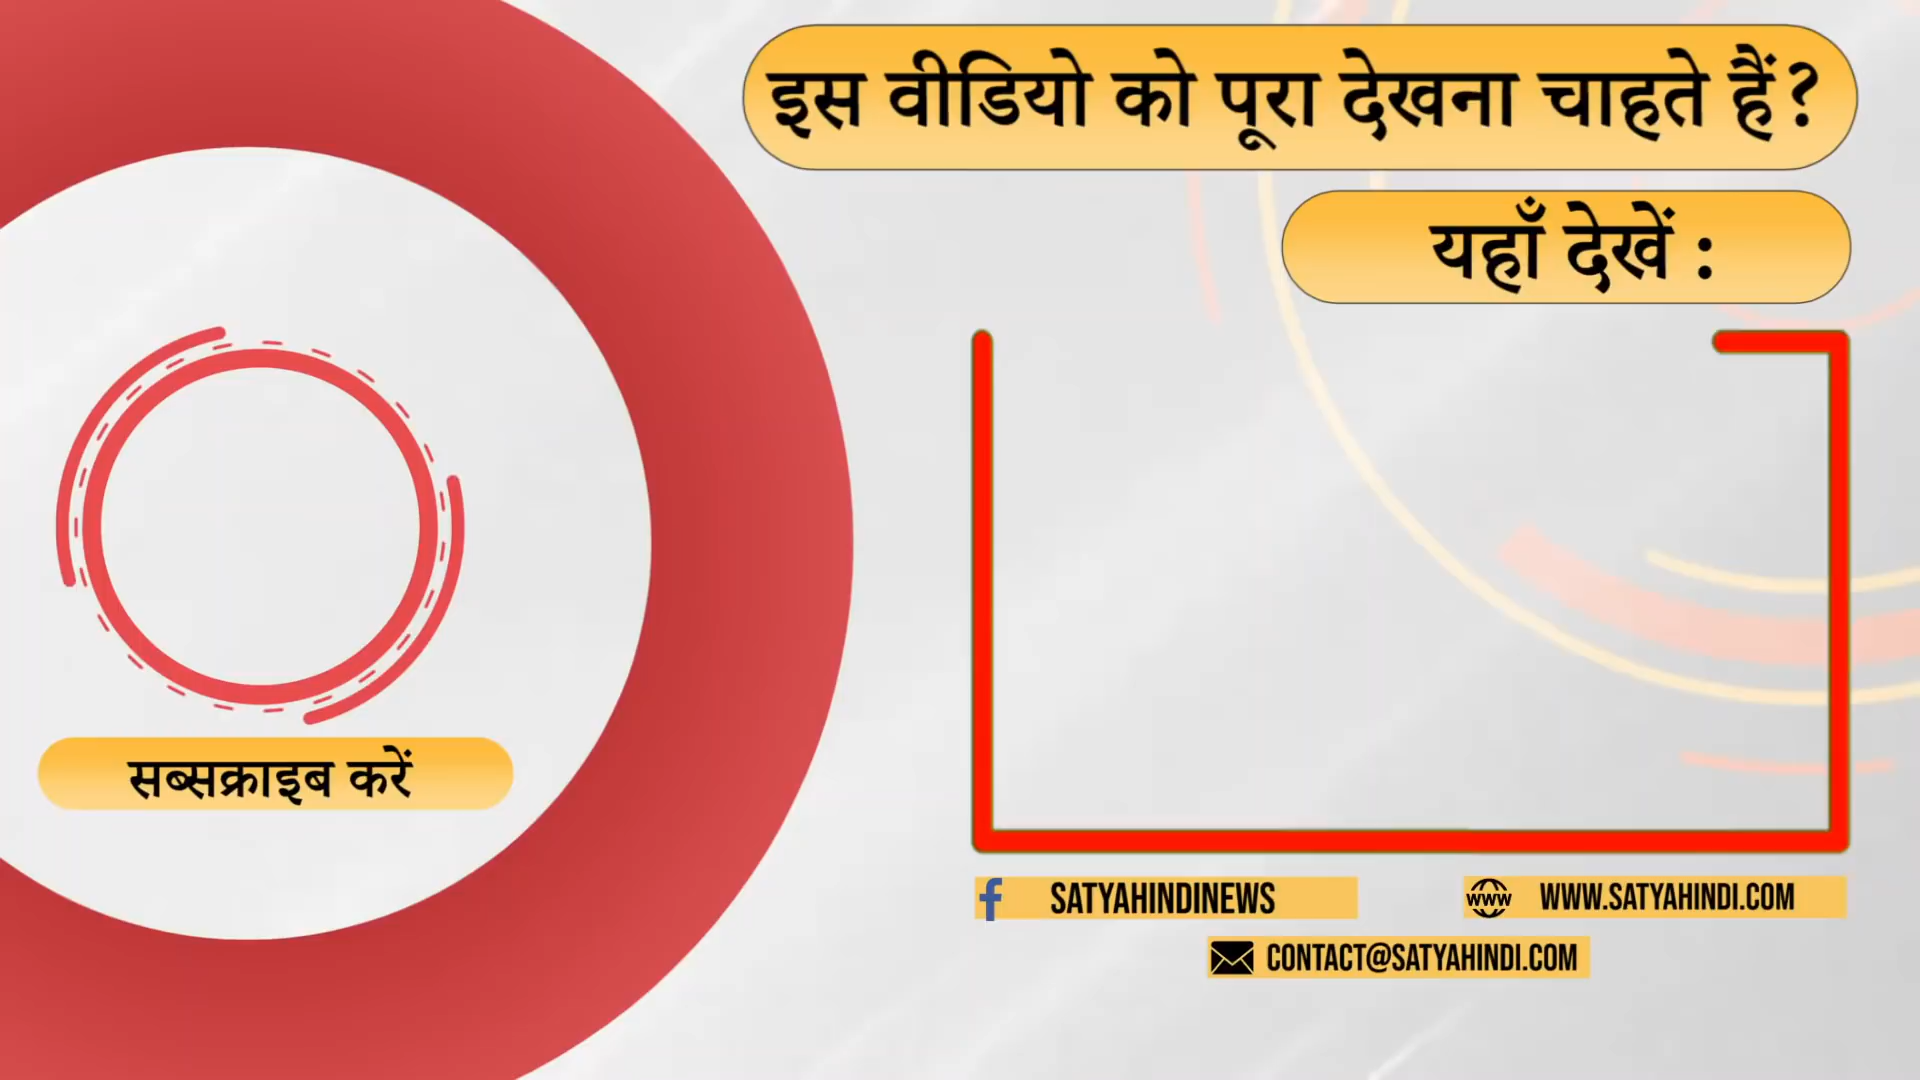 इस वीडियो को पूरा देखना चाहते हैं?
यहाँ देखें :
सब्सक्राइब करें
SATYAHINDINEWS
WWW WWW.SATYAHINDI.COM
CONTACT@SATYAHINDI.COM